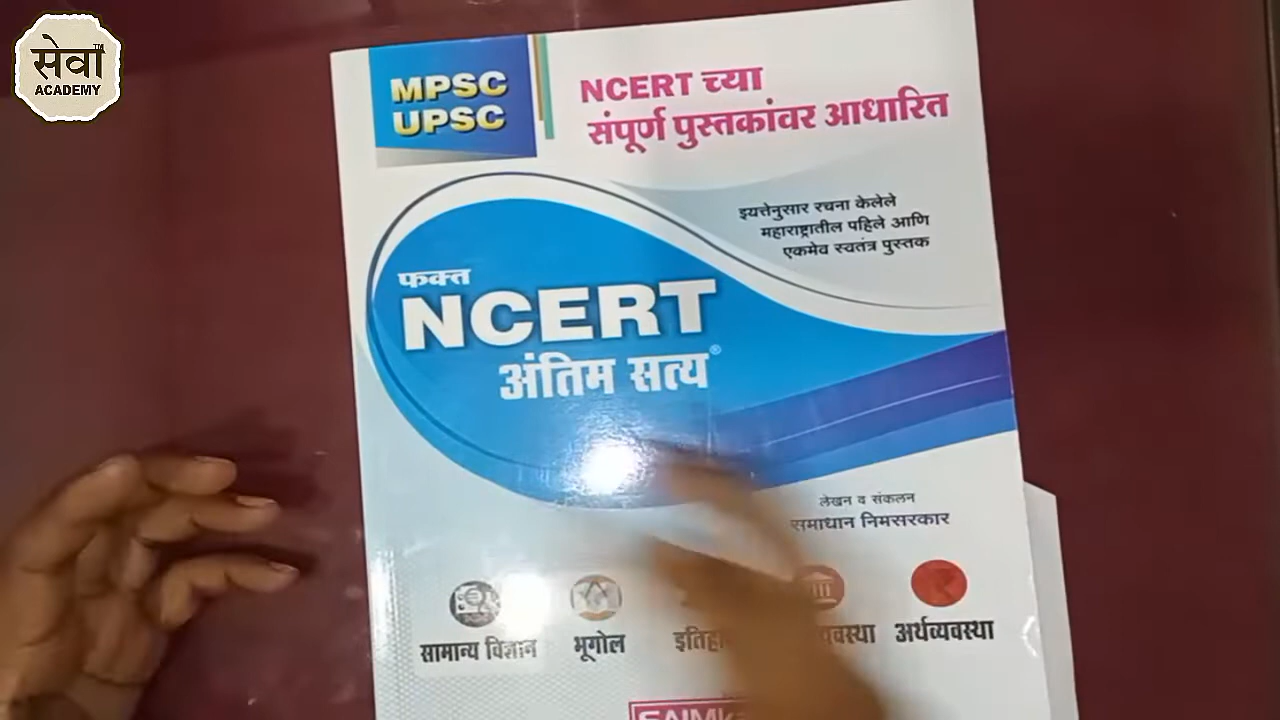 सेवा
TM
ACADEMY
MPSC
UPSC
NCERT च्या
संपूर्ण पुस्तकांवर आधारित
इयत्तेनुसार रचना केलेले
महाराष्ट्रातील पहिले आणि
एकमेव स्वतंत्र पुस्तक
फक्त
NCERT
अंतिम सत्य®
लेखन व संकलन
समाधान निमसरकार
सामान्य विज्ञान भूगोल अर्थव्यवस्था